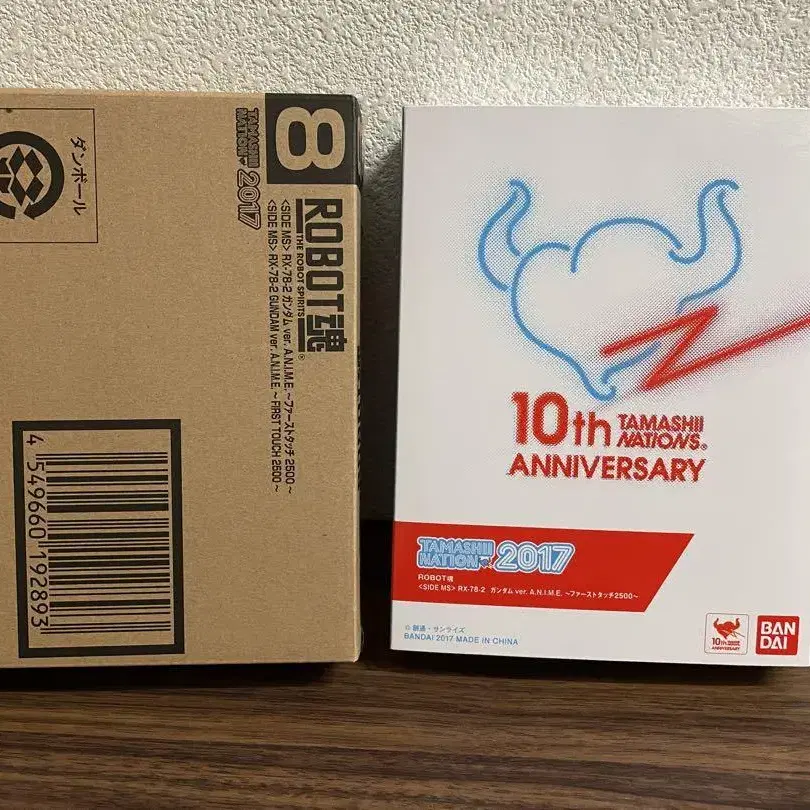 ダンボール
8
TAMASHII
NATION
2017
ROBOT魂
THE ROBOT SPIRITS
®
<SIDE MS> RX-78-2 ガンダム ver. A.N.I.M.E. ～ファーストタッチ 2500～
<SIDE MS> RX-78-2 GUNDAM ver. A.N.I.M.E. ～ FIRST TOUCH 2500～
4 549660 192893
10th TAMASHII
NATIONS®
ANNIVERSARY
TAMASHII
NATION
2017
ROBOT魂
<SIDE MS> RX-78-2 ガンダム ver. A.N.I.M.E. ～ファーストタッチ2500～
© 創通・サンライズ
BANDAI 2017 MADE IN CHINA
10th
ANNIVERSARY
BAN
DAI